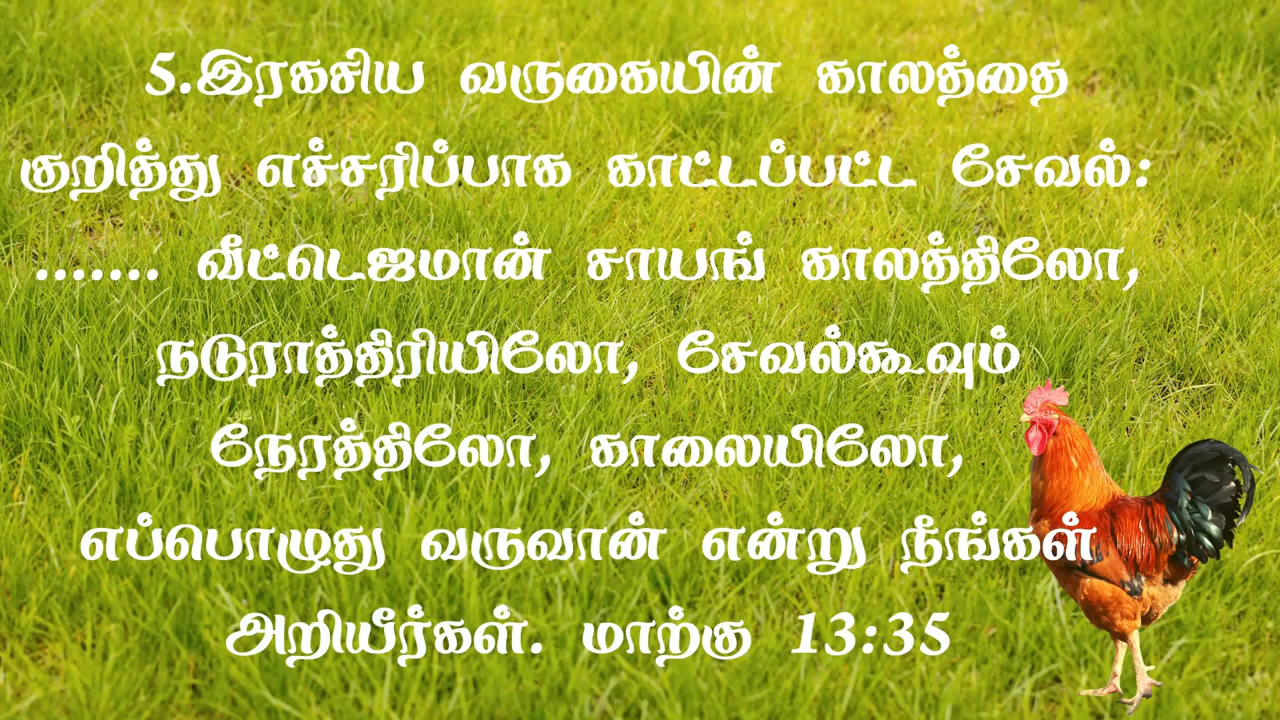 5.இரகசிய வருகையின் காலத்தை
குறித்து எச்சரிப்பாக காட்டப்பட்ட சேவல்:
....... வீட்டெஜமான் சாயங் காலத்திலோ,
நடுராத்திரியிலோ, சேவல்கூவும்
நேரத்திலோ, காலையிலோ,
எப்பொழுது வருவான் என்று நீங்கள்
அறியீர்கள். மாற்கு 13:35